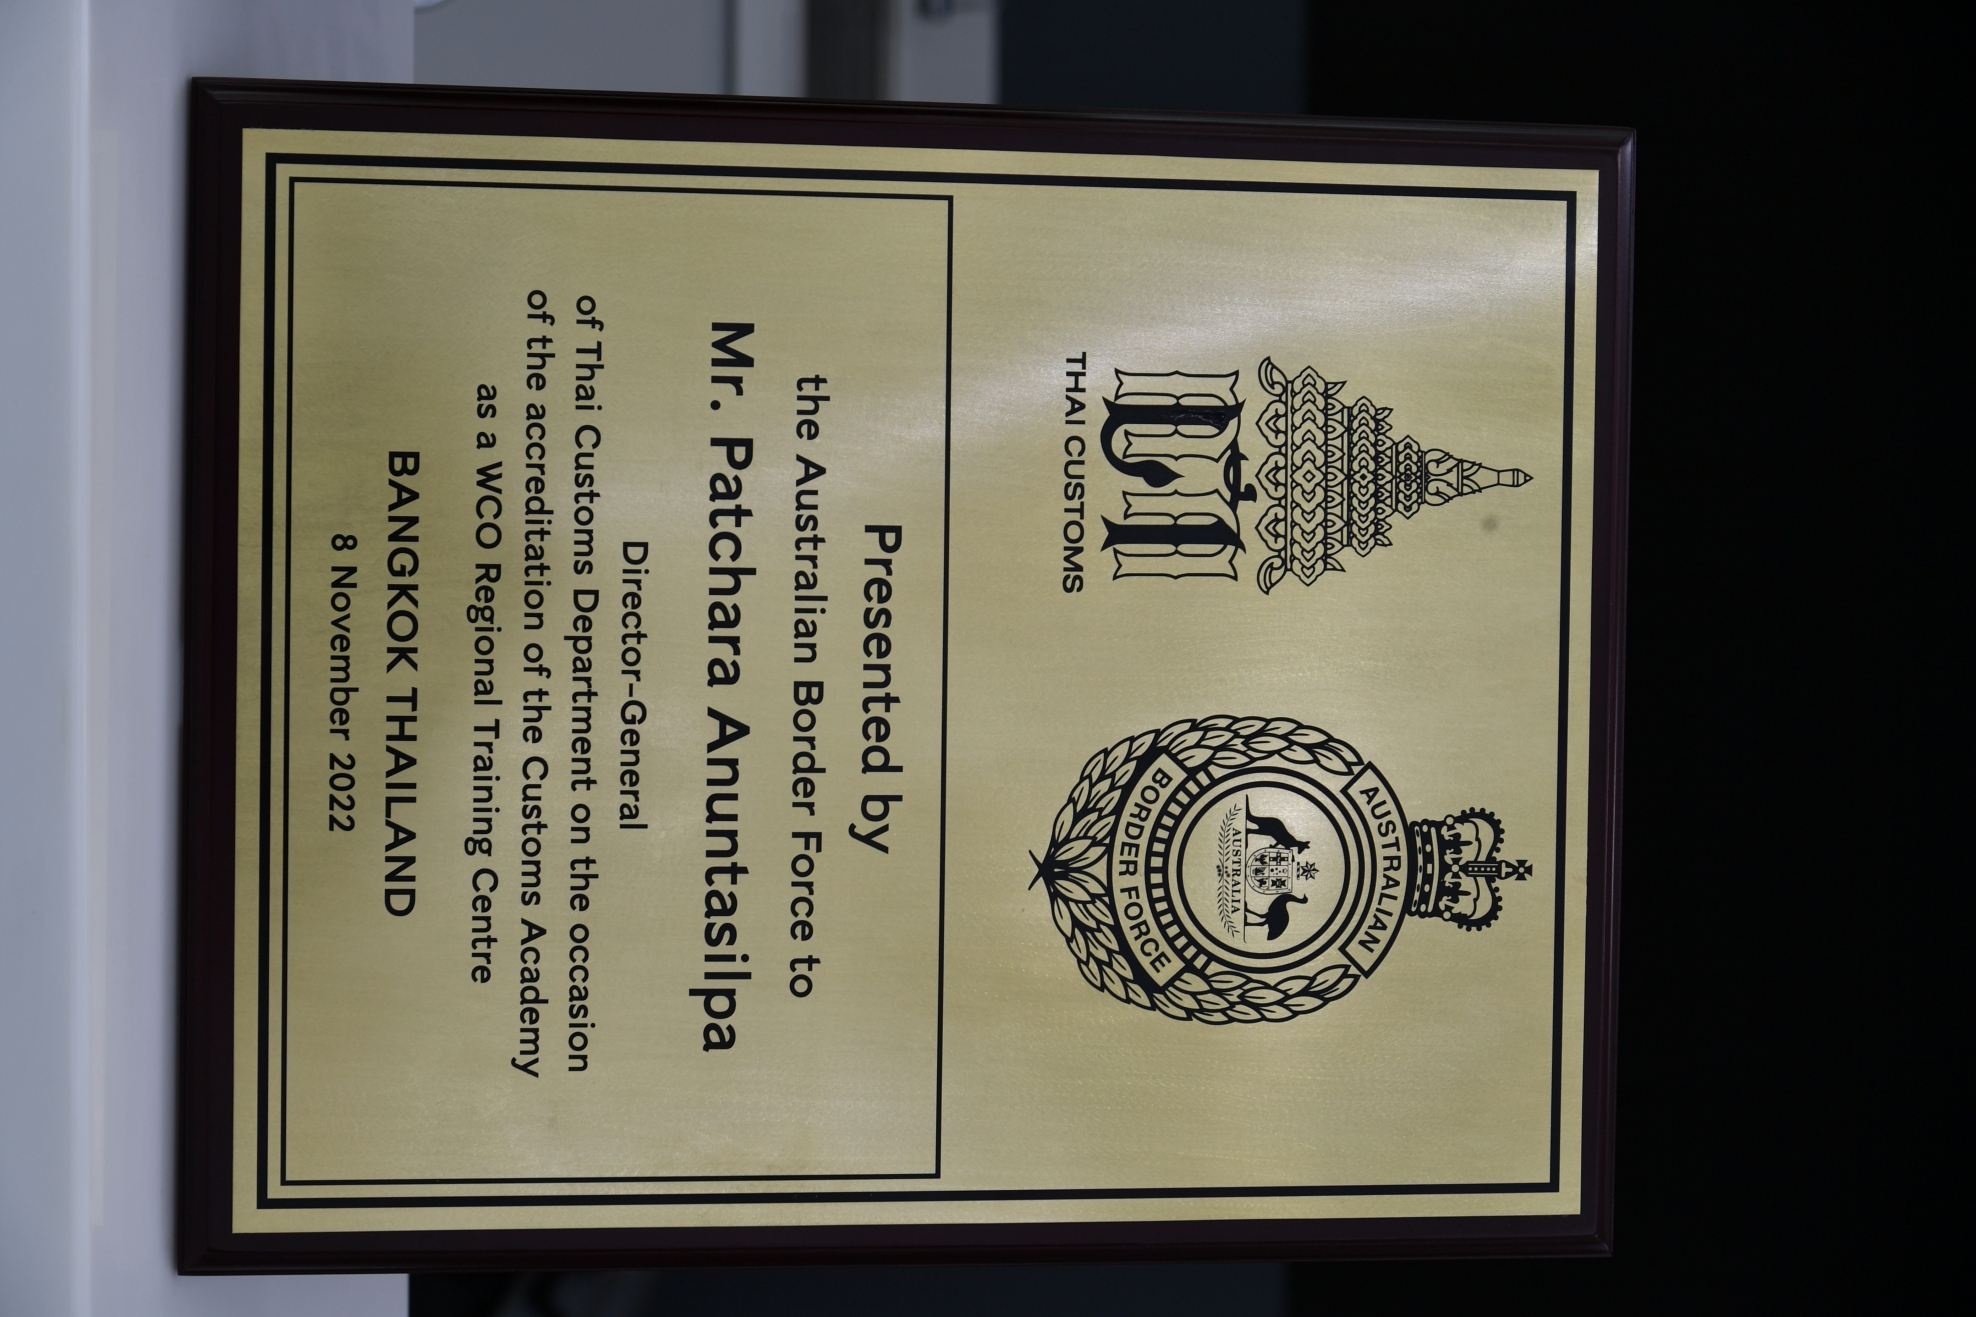 THAI CUSTOMS
AUSTRALIAN
AUSTRALIA
BORDER FORCE
Presented by
the Australian Border Force to
Mr. Patchara Anuntasilpa
Director-General
of Thai Customs Department on the occasion
of the accreditation of the Customs Academy
as a WCO Regional Training Centre
BANGKOK THAILAND
8 November 2022